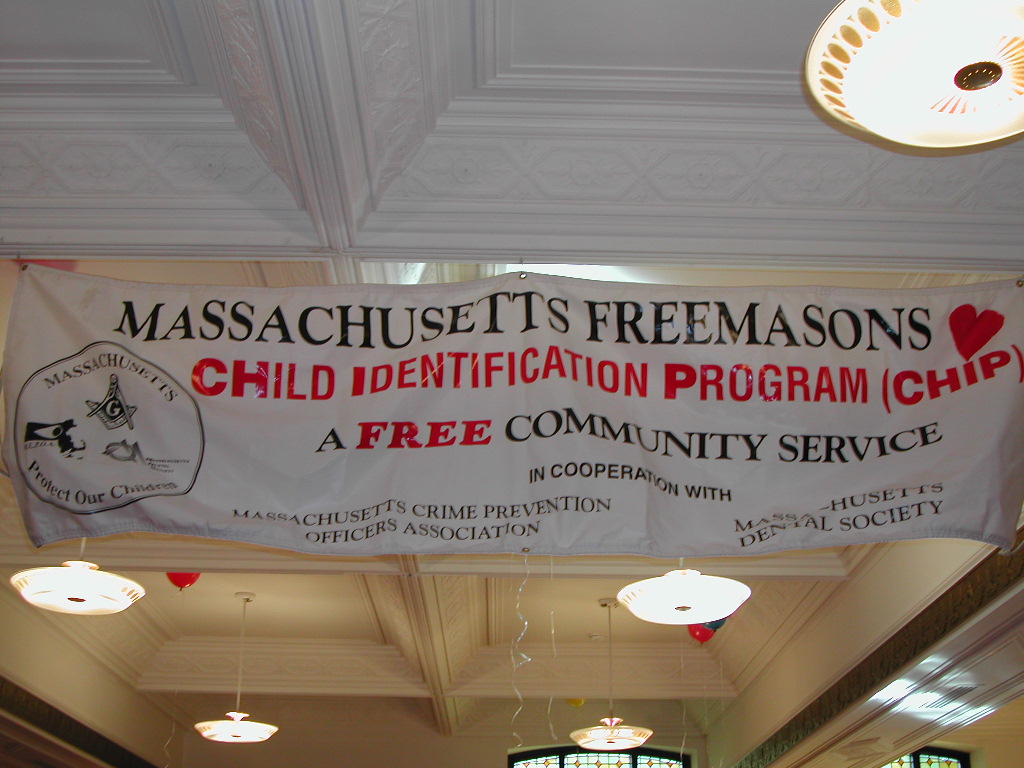 MASSACHUSETTS FREEMASONS
CHILD IDENTIFICATION PROGRAM (CHIP)
A FREE COMMUNITY SERVICE
IN COOPERATION WITH
MASSACHUSETTS CRIME PREVENTION
OFFICERS ASSOCIATION
MASSACHUSETTS
DENTAL SOCIETY
MASSACHUSETTS
G
Protect Our Children